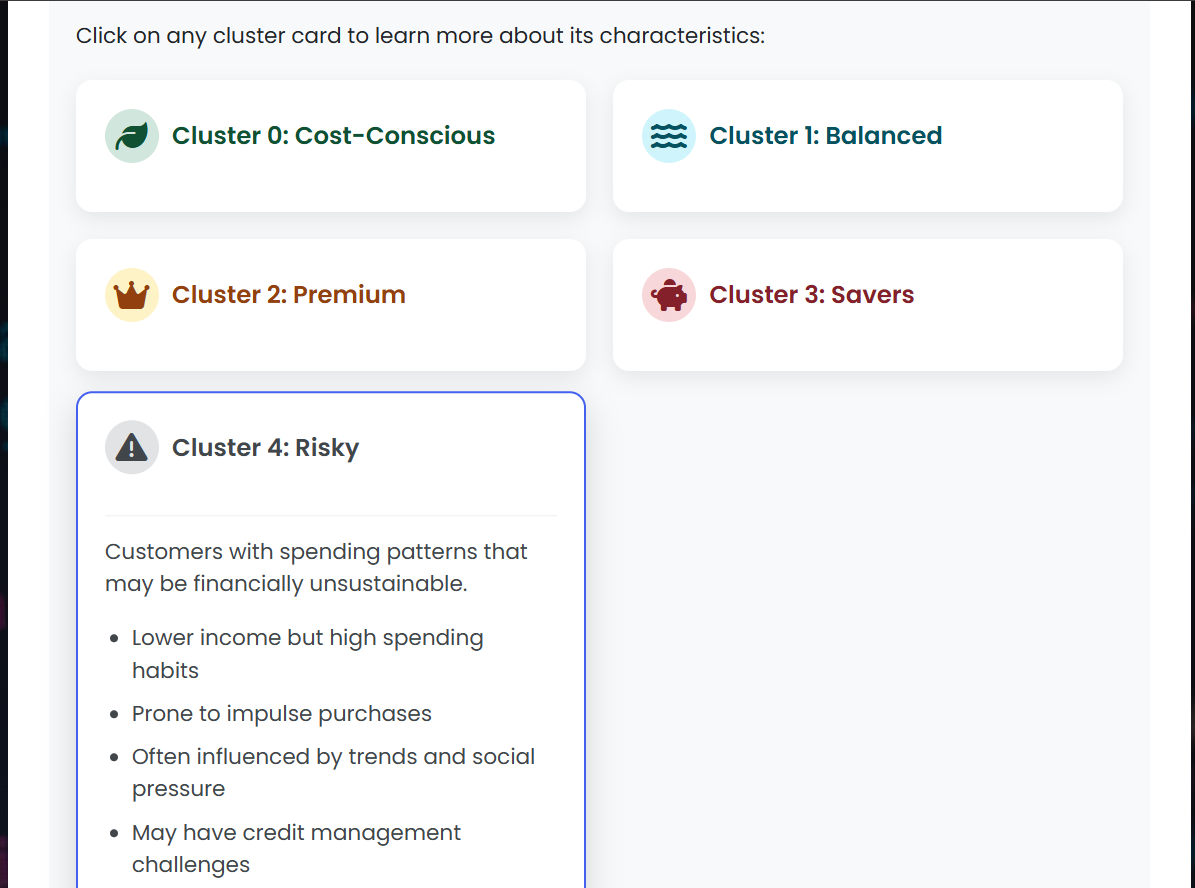 Click on any cluster card to learn more about its characteristics:
Cluster 0: Cost-Conscious
Cluster 1: Balanced
Cluster 2: Premium
Cluster 3: Savers
Cluster 4: Risky
Customers with spending patterns that
may be financially unsustainable.
• Lower income but high spending
habits
• Prone to impulse purchases
• Often influenced by trends and social
pressure
• May have credit management
challenges